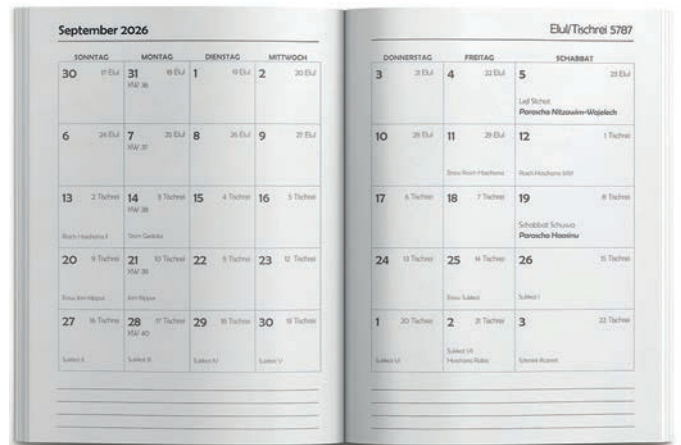 September 2026
SONNTAG MONTAG DIENSTAG MITTWOCH
30 17 Elul 31 18 Elul 1 19 Elul 2 20 Elul
KW 36
6 24 Elul 7 25 Elul 8 26 Elul 9 27 Elul
KW 37
13 2 Tischrei 14 3 Tischrei 15 4 Tischrei 16 5 Tischrei
KW 38
Rosch Haschana II Zom Gedalja
20 9 Tischrei 21 10 Tischrei 22 11 Tischrei 23 12 Tischrei
KW 39
Erew Jom Kippur Jom Kippur
27 16 Tischrei 28 17 Tischrei 29 18 Tischrei 30 19 Tischrei
KW 40
Sukkot II Sukkot III Sukkot IV Sukkot V
Elul/Tischrei 5787
DONNERSTAG FREITAG SCHABBAT
3 21 Elul 4 22 Elul 5 23 Elul
Lejl Slichot
Parascha Nitzawim-Wajelech
10 28 Elul 11 29 Elul 12 1 Tischrei
Erew Rosch Haschana Rosch Haschana 5787
17 6 Tischrei 18 7 Tischrei 19 8 Tischrei
Schabbat Schuwa
Parascha Haasinu
24 13 Tischrei 25 14 Tischrei 26 15 Tischrei
Erew Sukkot Sukkot I
1 20 Tischrei 2 21 Tischrei 3 22 Tischrei
Sukkot VII
Sukkot VI Hoschana Rabba Schmini Azeret